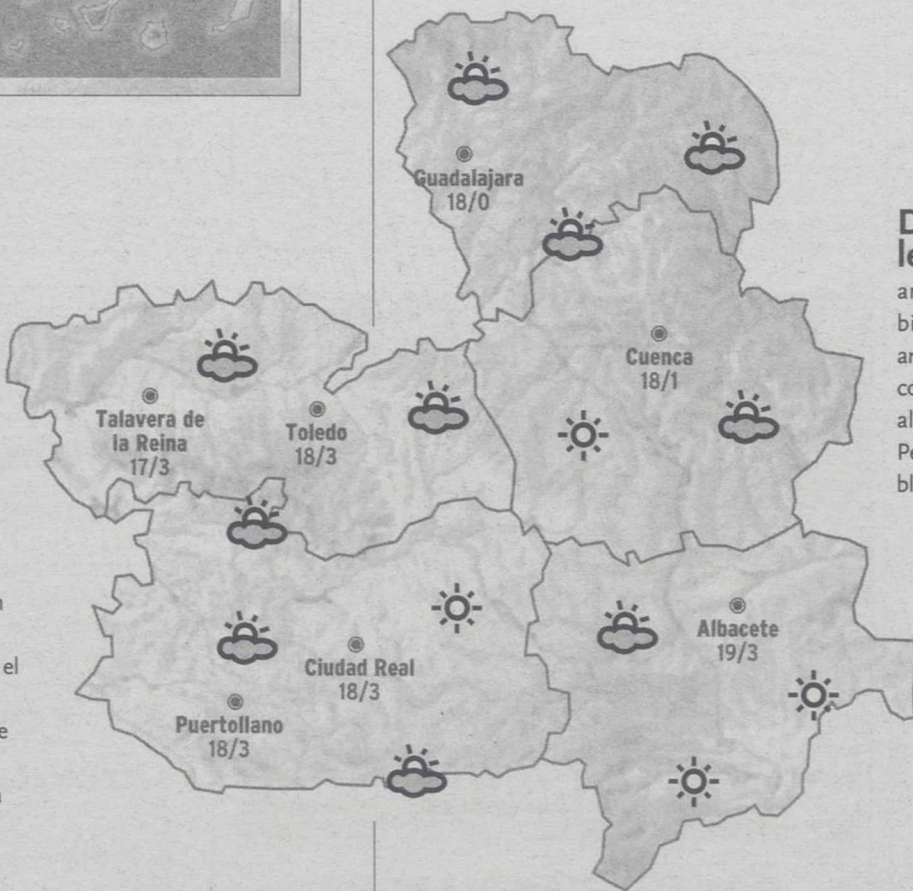 Guadalajara
18/0
Cuenca
18/1
Talavera de
la Reina
17/3
Toledo
18/3
Ciudad Real
18/3
Puertollano
18/3
Albacete
19/3
el